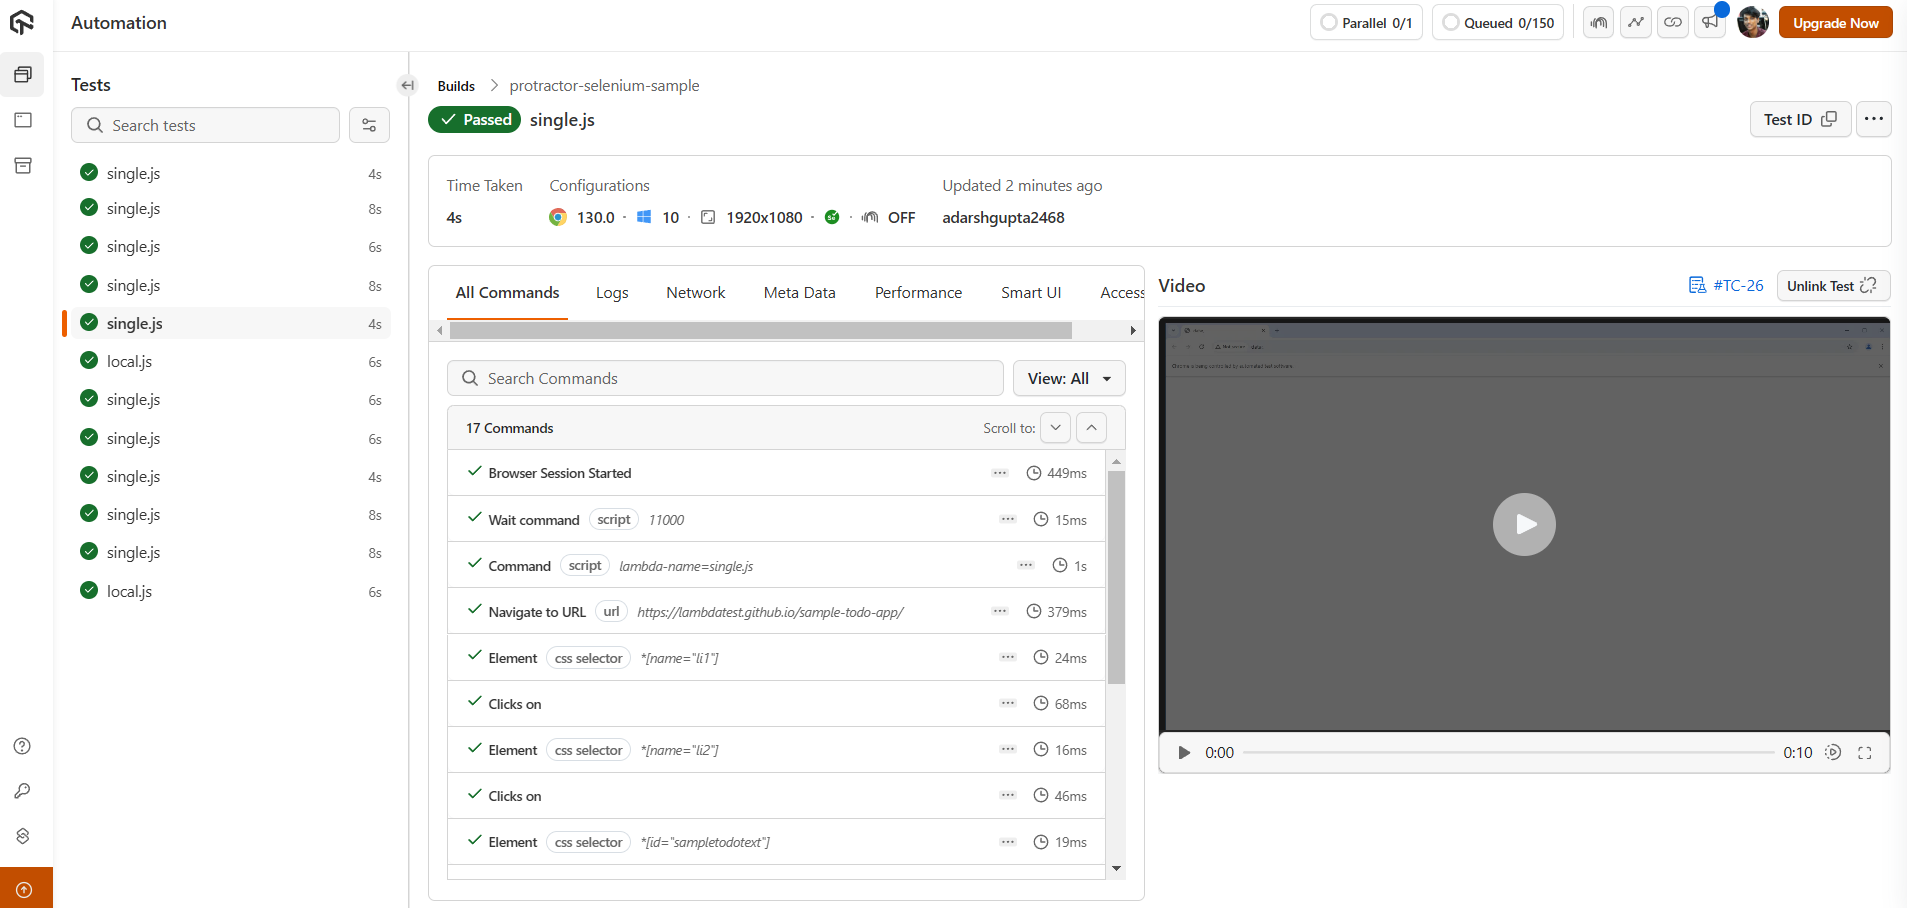 Automation
Parallel 0/1
Queued 0/150
Upgrade Now
Tests
Search tests
single.js 4s
single.js 8s
single.js 6s
single.js 8s
single.js 4s
local.js 6s
single.js 6s
single.js 6s
single.js 4s
single.js 8s
single.js 8s
local.js 6s
Builds protractor-selenium-sample
Passed single.js
Test ID
Time Taken Configurations Updated 2 minutes ago
4s 130.0 · 10 · 1920x1080 · · OFF adarshgupta2468
All Commands Logs Network Meta Data Performance Smart UI Access
Search Commands
View: All
17 Commands Scroll to:
Browser Session Started 449ms
Wait command script 11000 15ms
Command script lambda-name=single.js 1s
Navigate to URL url https://lambdatest.github.io/sample-todo-app/ 379ms
Element css selector *[name="li1"] 24ms
Clicks on 68ms
Element css selector *[name="li2"] 16ms
Clicks on 46ms
Element css selector *[id="sampletodotext"] 19ms
Video
#TC-26
Unlink Test
0:00 0:10